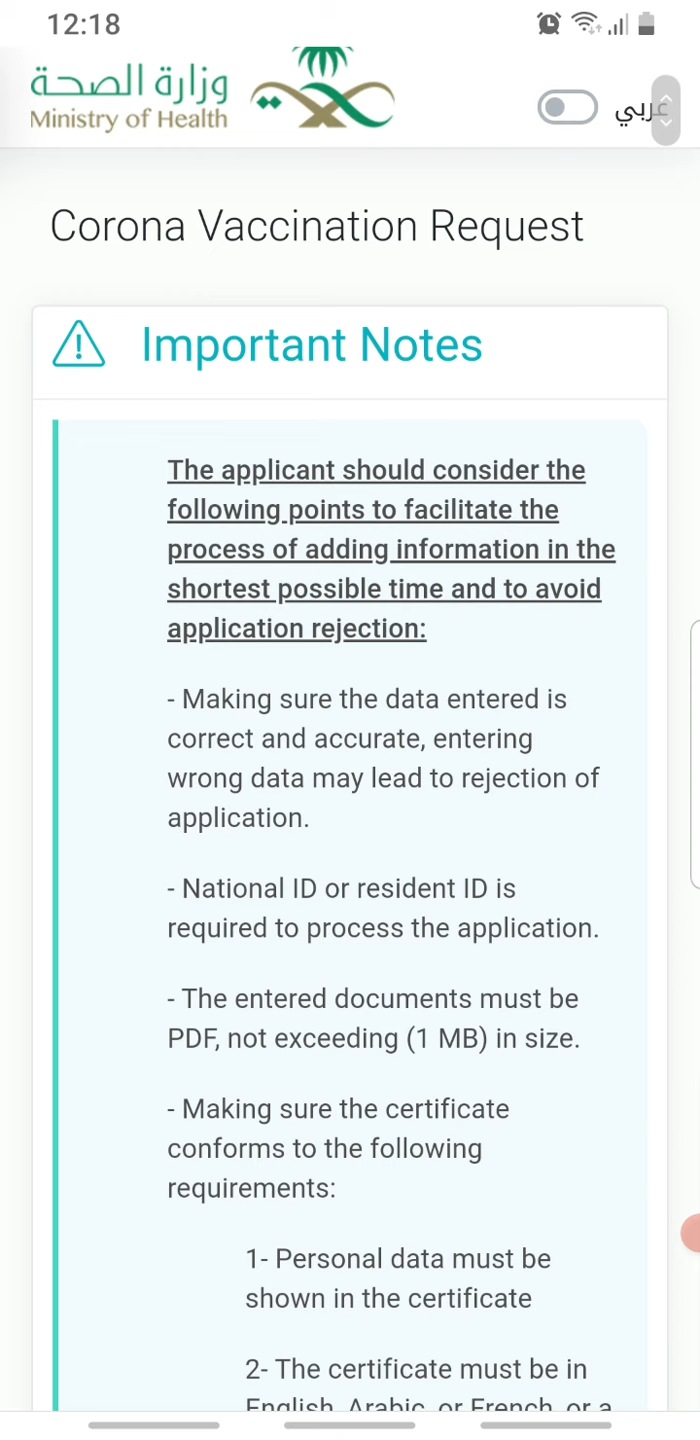 12:18
وزارة الصحة
Ministry of Health
عربي
Corona Vaccination Request
Important Notes
The applicant should consider the
following points to facilitate the
process of adding information in the
shortest possible time and to avoid
application rejection:
- Making sure the data entered is
correct and accurate, entering
wrong data may lead to rejection of
application.
- National ID or resident ID is
required to process the application.
- The entered documents must be
PDF, not exceeding (1 MB) in size.
- Making sure the certificate
conforms to the following
requirements:
1- Personal data must be
shown in the certificate
2- The certificate must be in
English, Arabic, or French, or a